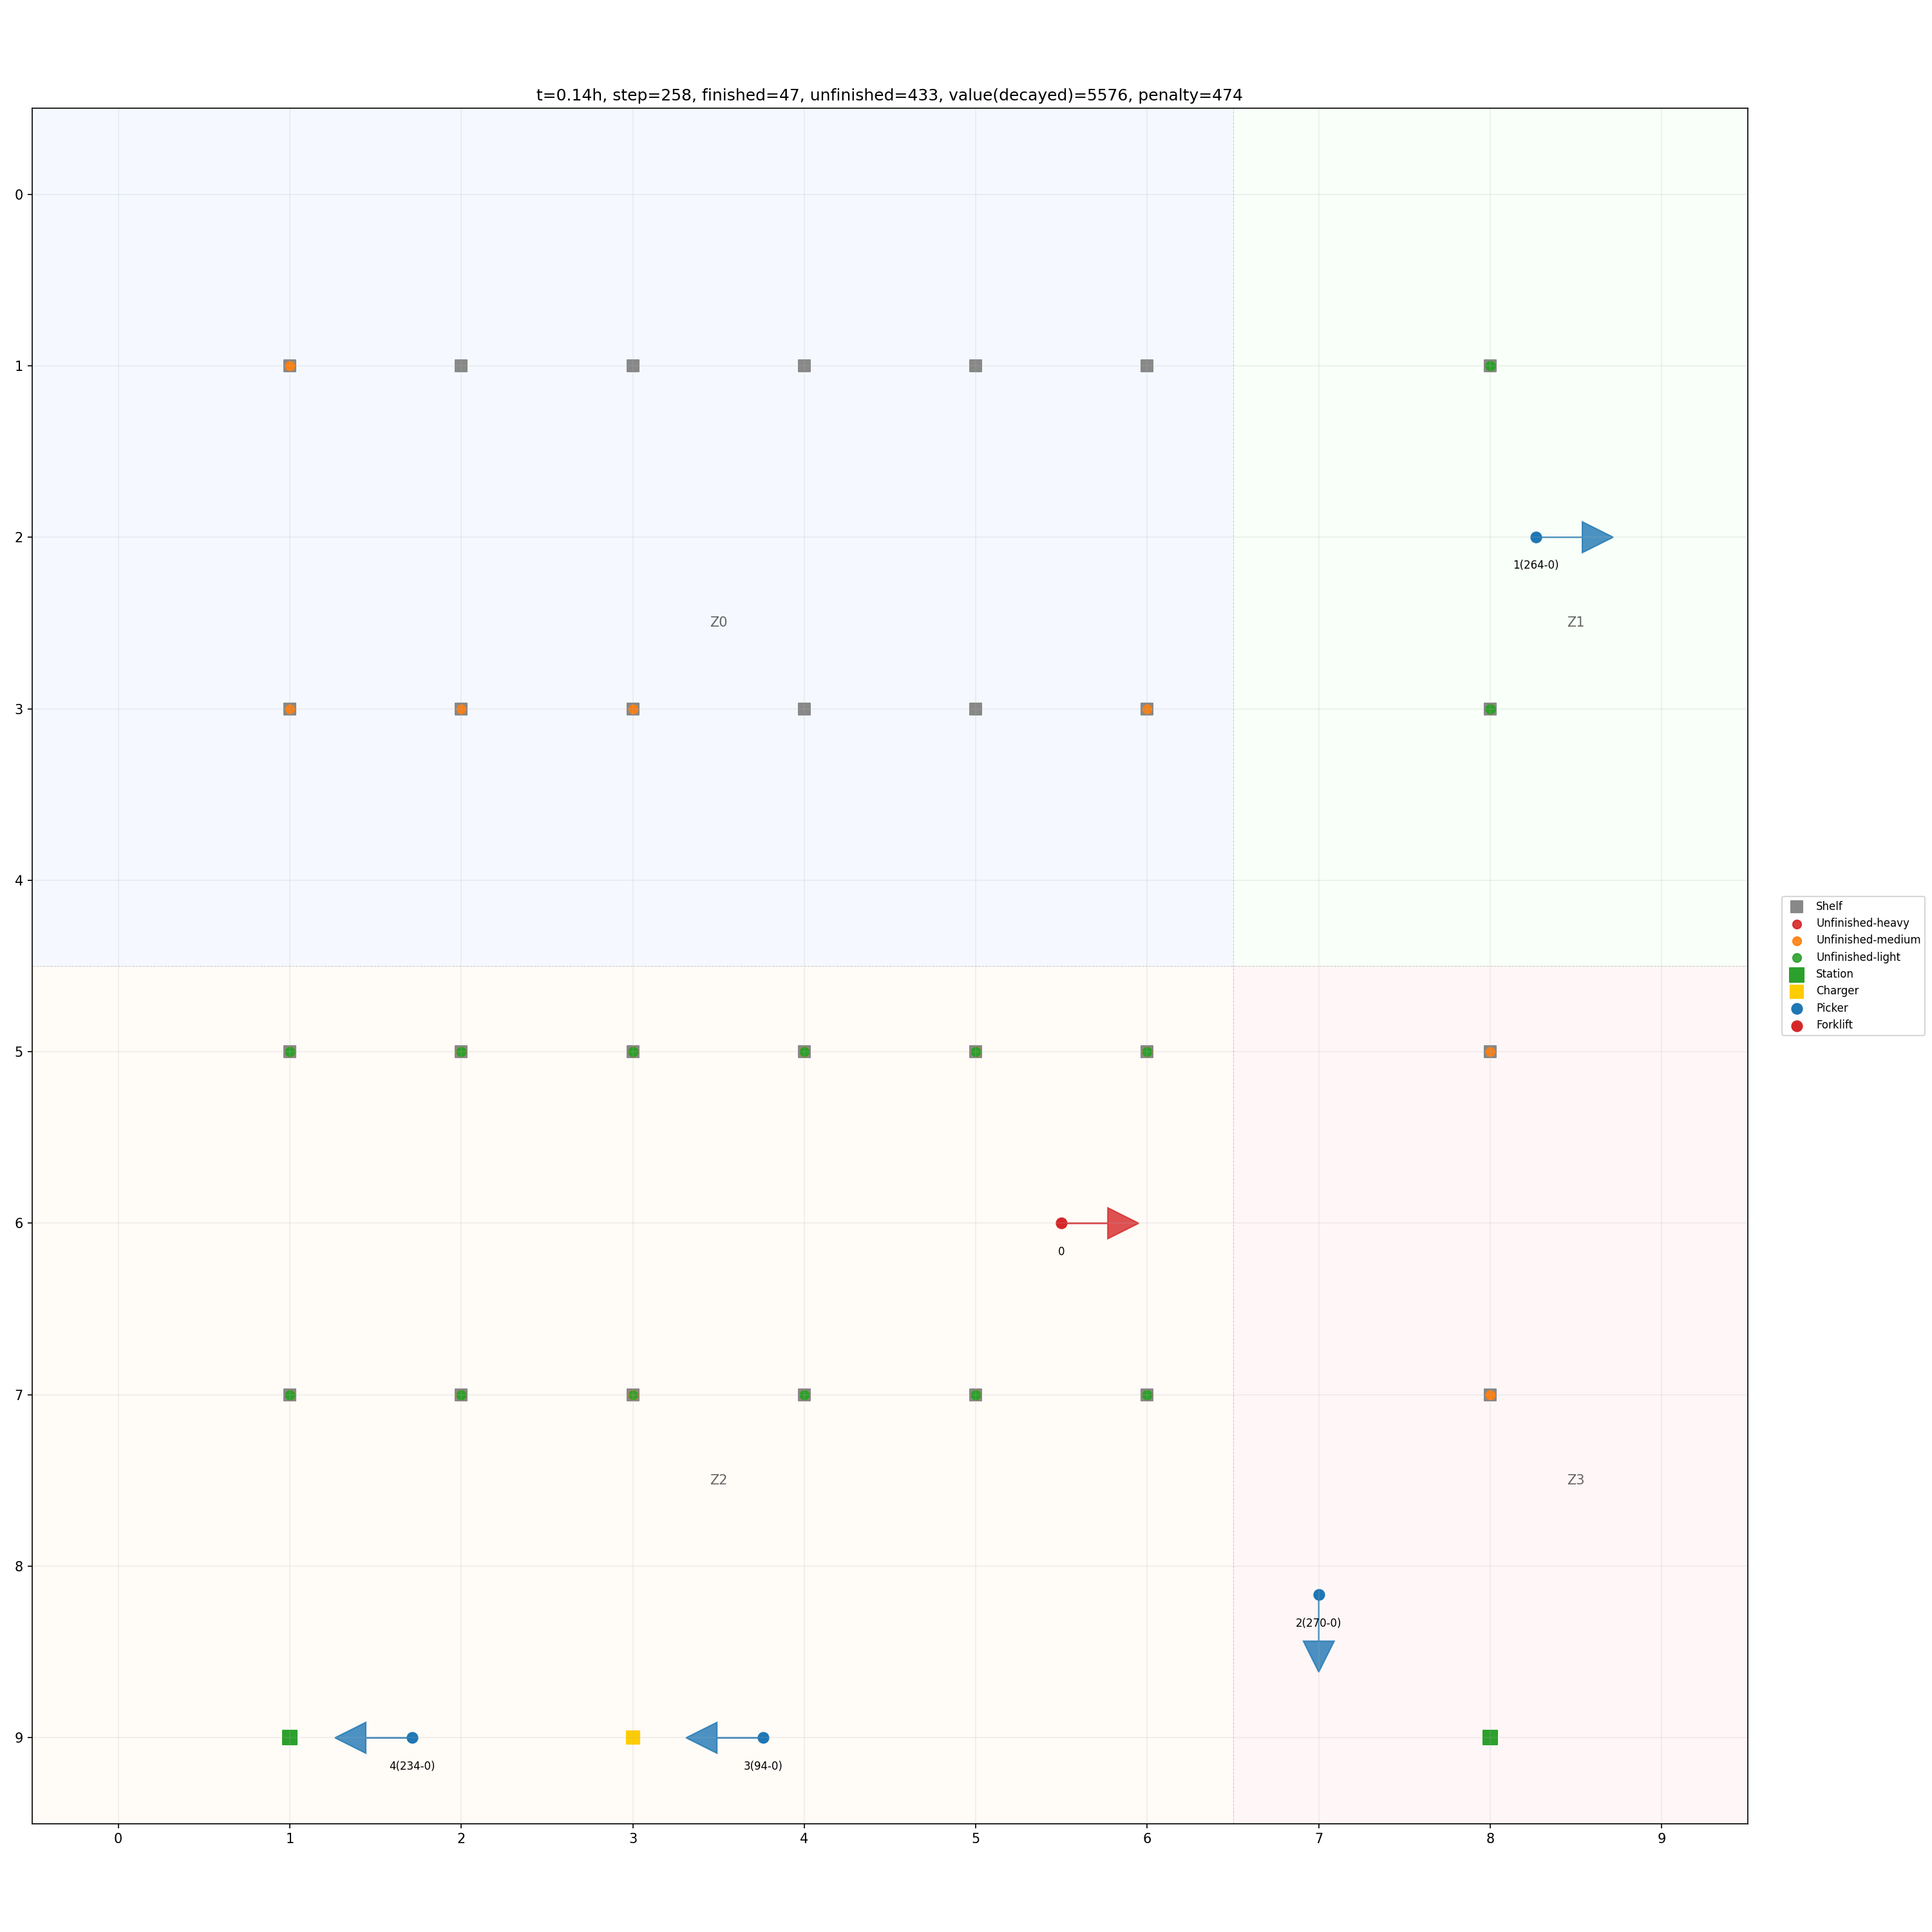 t=0.14h, step=258, finished=47, unfinished=433, value(decayed)=5576, penalty=474
0
1
2
1(264-0)
Z0
Z1
3
4
Shelf
Unfinished-heavy
Unfinished-medium
Unfinished-light
Station
Charger
Picker
Forklift
5
6
0
7
Z2
Z3
8
2(270-0)
9
4(234-0)
3(94-0)
0 1 2 3 4 5 6 7 8 9